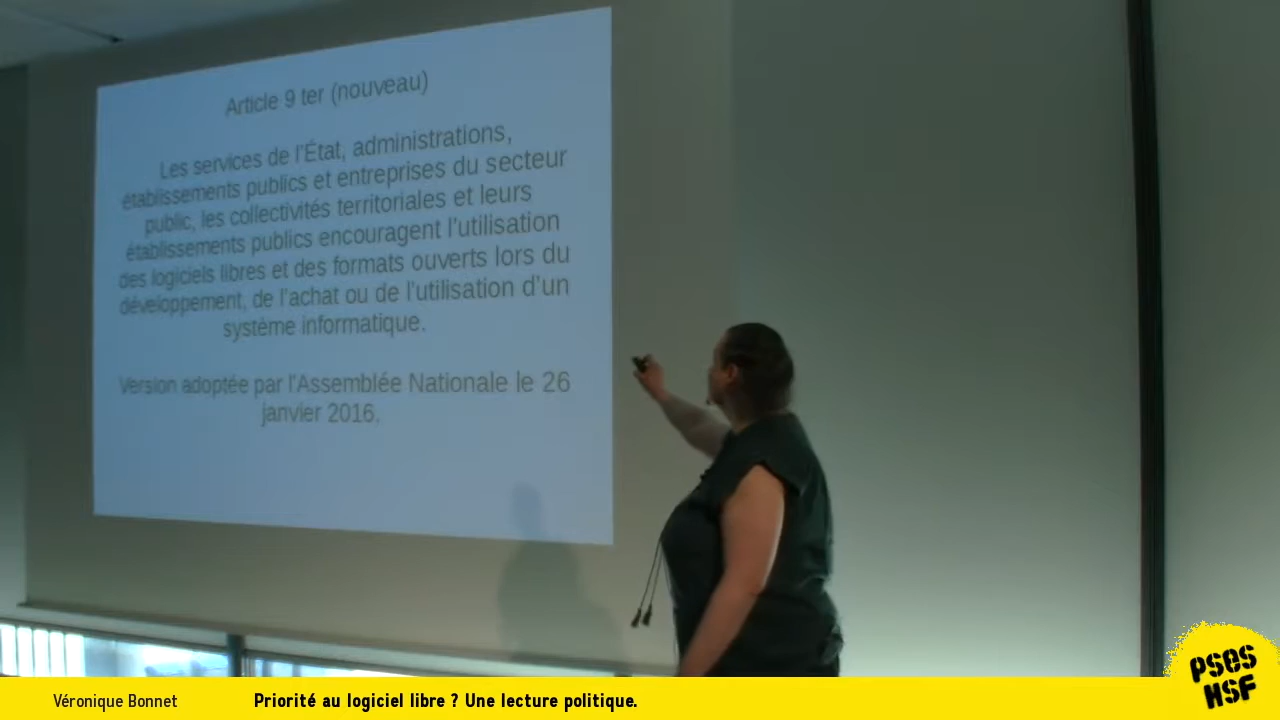 Article 9 ter (nouveau)
Les services de l'État, administrations,
établissements publics et entreprises du secteur
public, les collectivités territoriales et leurs
établissements publics encouragent l'utilisation
des logiciels libres et des formats ouverts lors du
développement, de l'achat ou de l'utilisation d'un
système informatique.
Version adoptée par l'Assemblée Nationale le 26
janvier 2016.
Véronique Bonnet
Priorité au logiciel libre ? Une lecture politique.
PSES
HSF